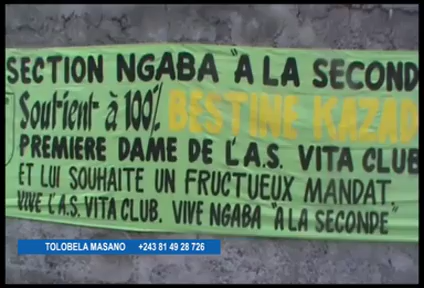 SECTION NGABA "A LA SECOND
Soutient à 100% BESTINE KAZAD
PREMIERE DAME DE L'A.S. VITA CLUB
ET LUI SOUHAITE UN FRUCTUEUX MANDAT.
VIVE L'A.S. VITA CLUB. VIVE NGABA "A LA SECONDE"
TOLOBELA MASANO +243 81 49 28 726